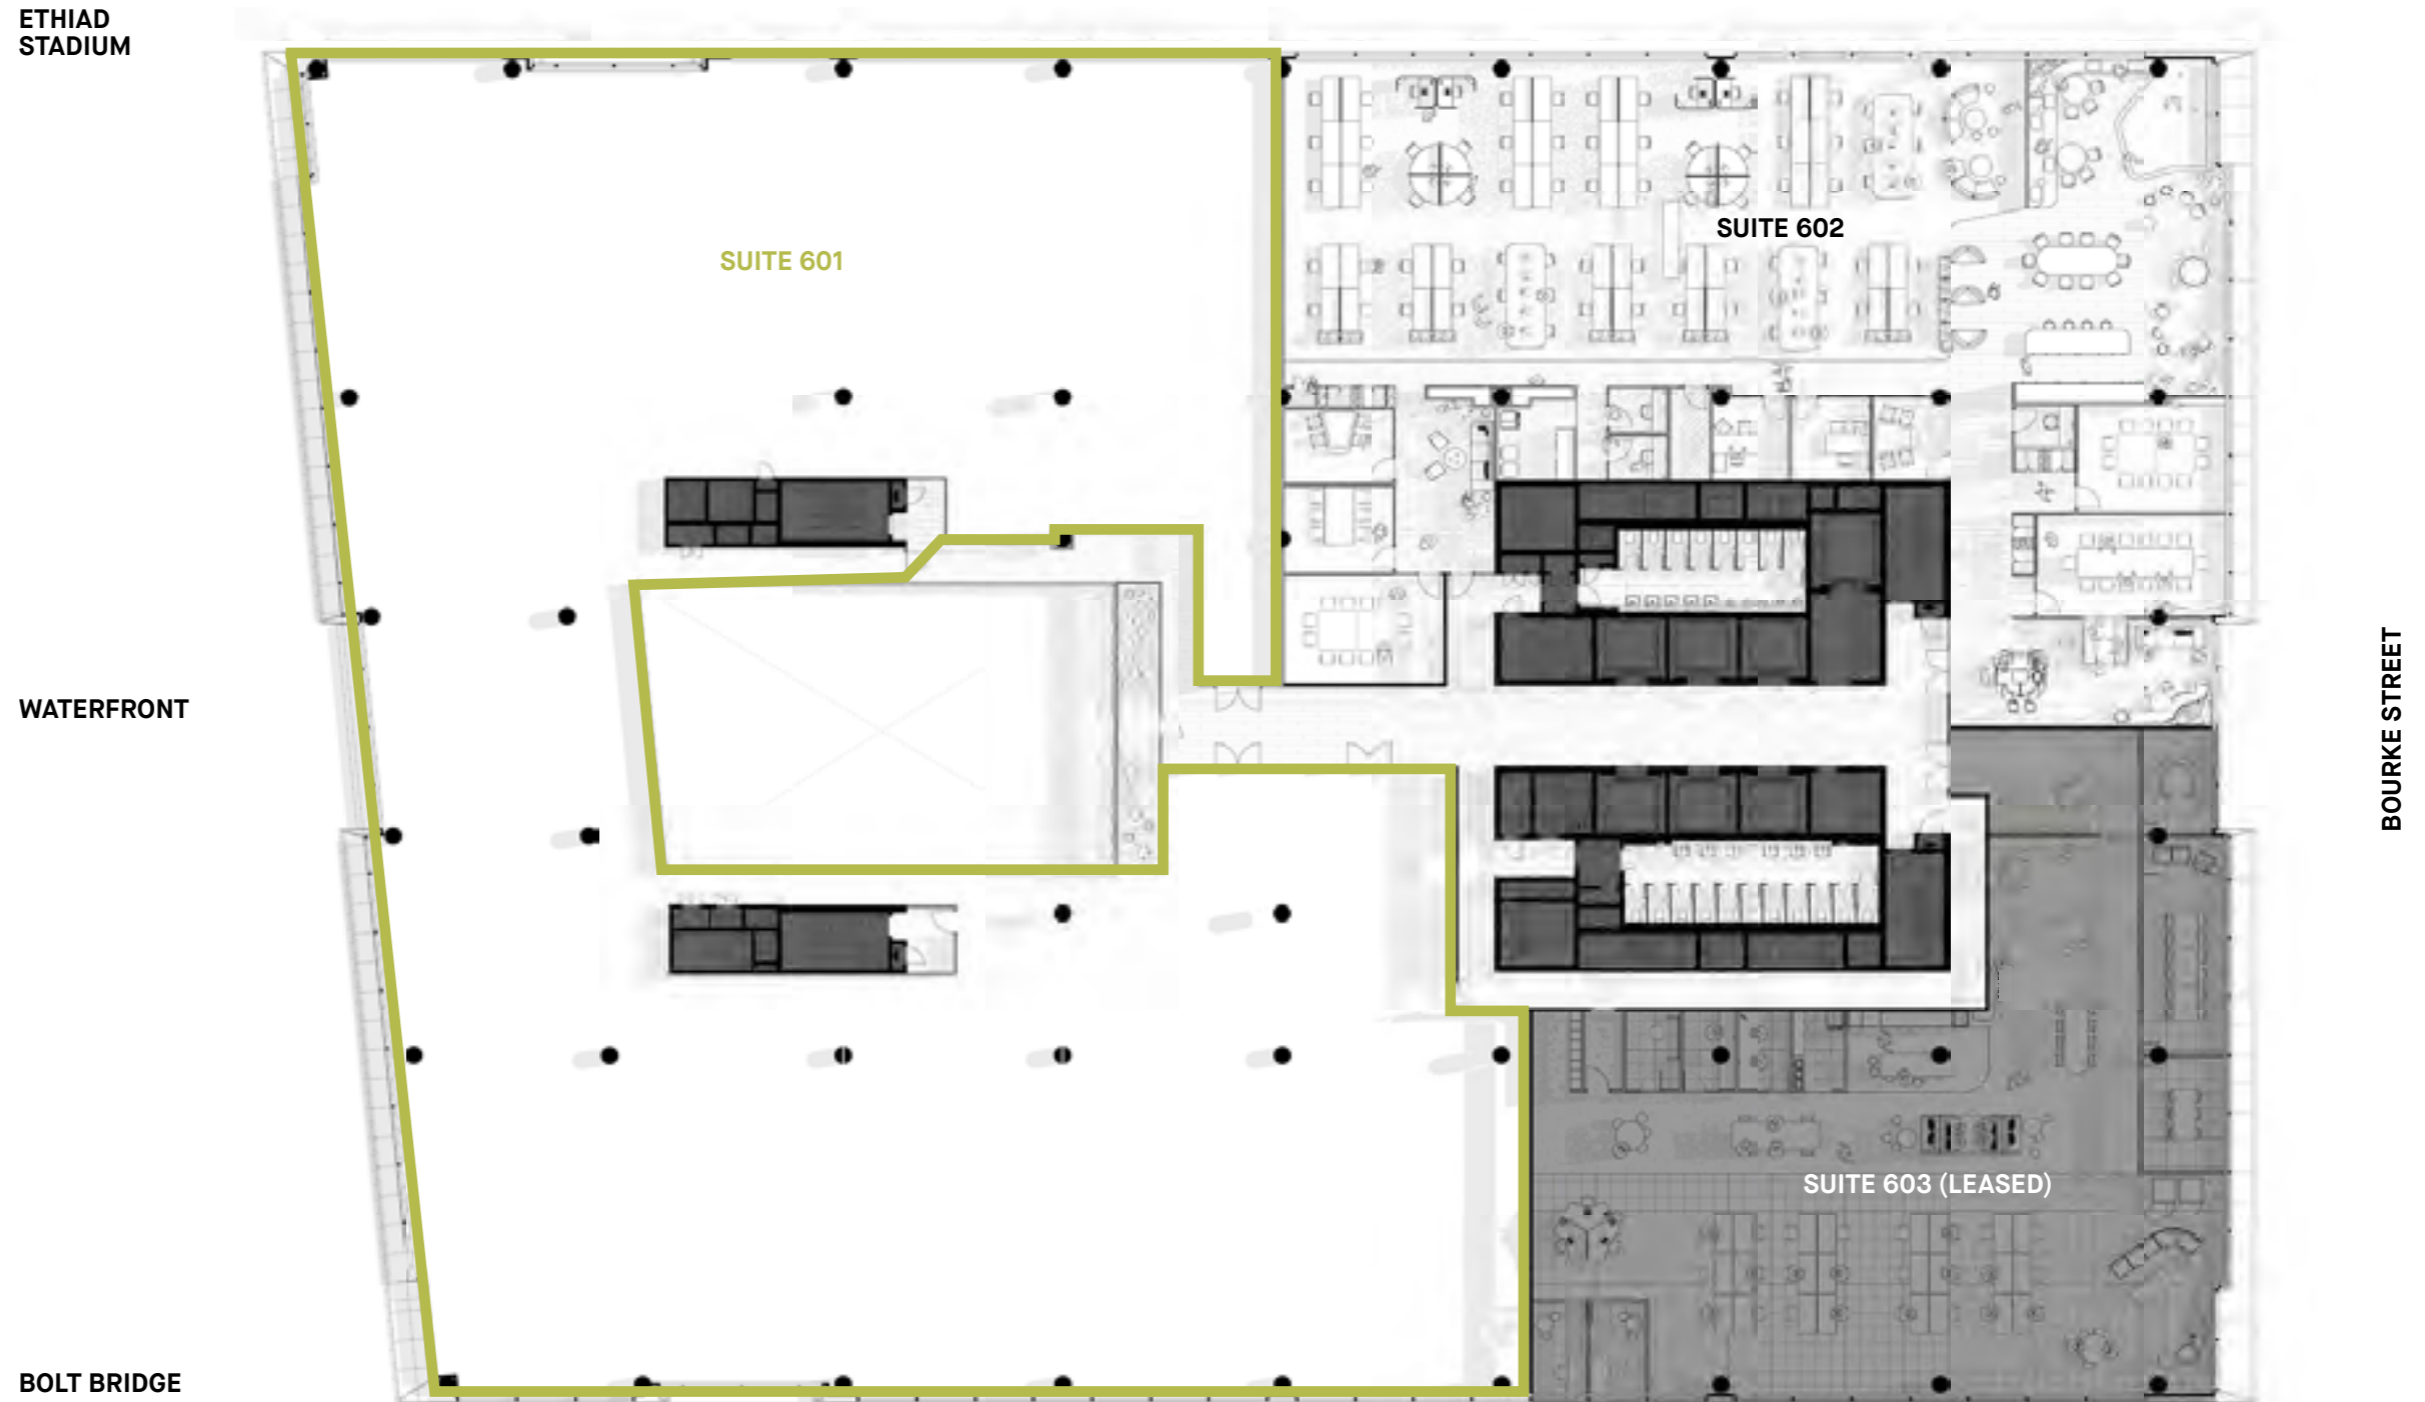 ETHIAD
STADIUM
SUITE 602
SUITE 601
WATERFRONT
BOURKE STREET
SUITE 603 (LEASED)
BOLT BRIDGE